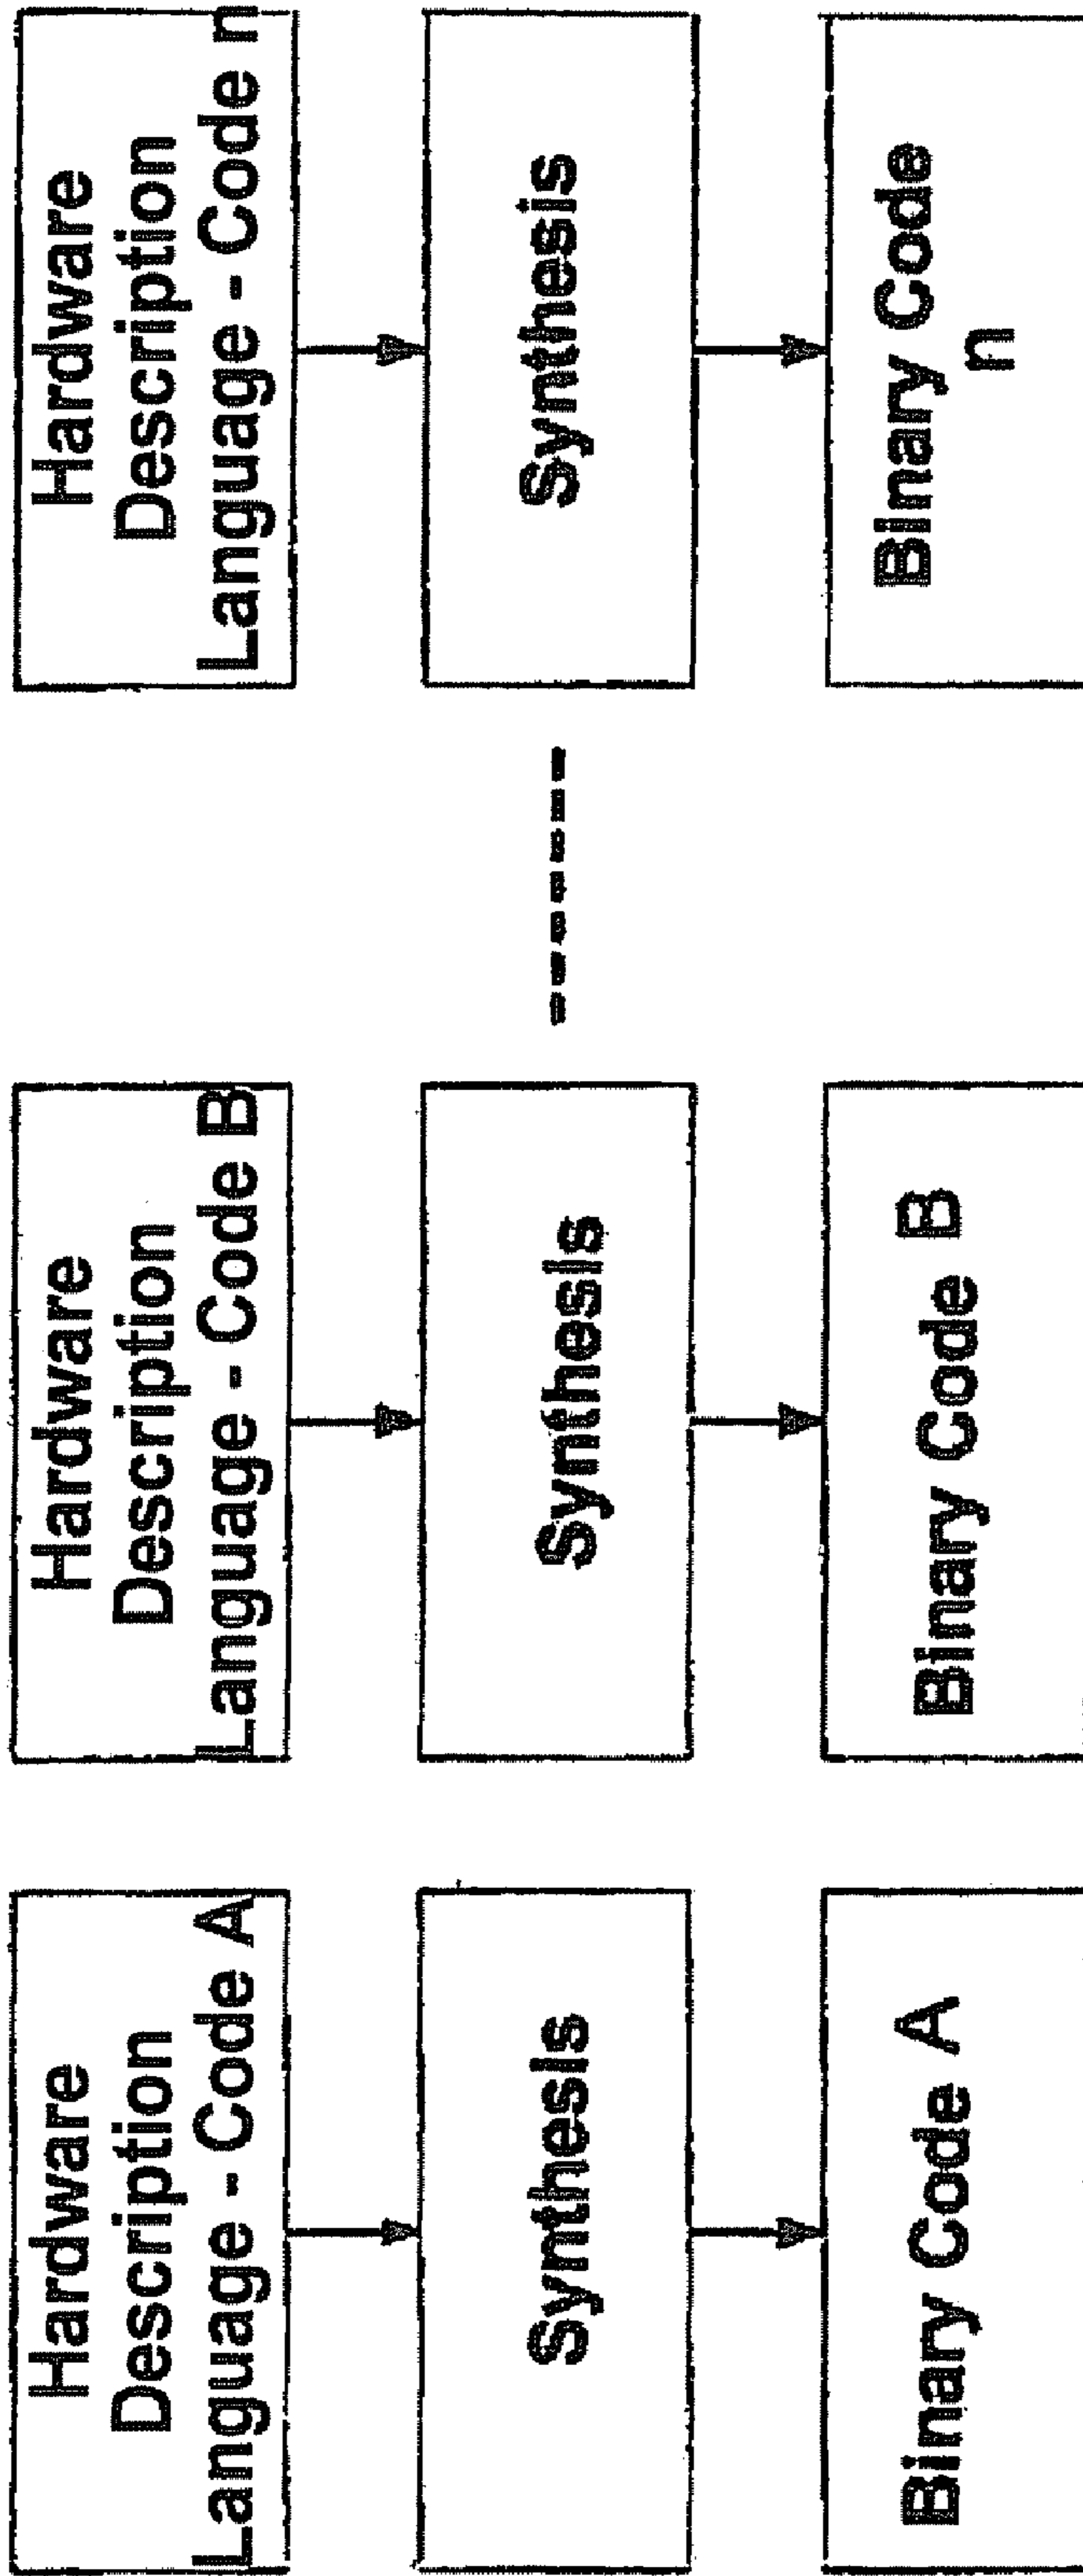 Hardware
Description
Language - Code A
Synthesis
Binary Code A
Hardware
Description
Language - Code B
Synthesis
Binary Code B
Hardware
Description
Language - Code n
Synthesis
Binary Code
n